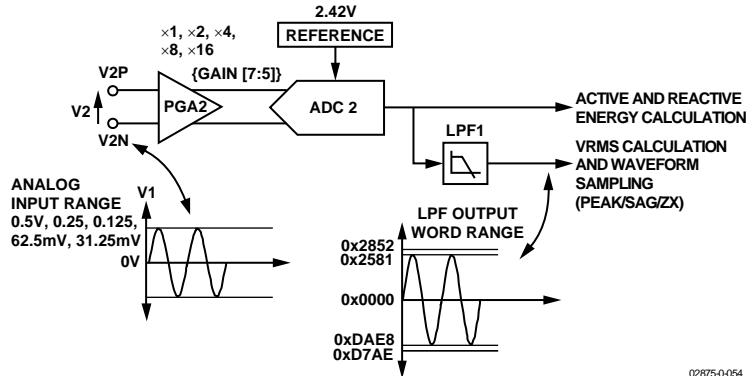 2.42V
REFERENCE
×1, ×2, ×4,
×8, ×16
{GAIN [7:5]}
V2P
V2
V2N
PGA2
ADC 2
ACTIVE AND REACTIVE
ENERGY CALCULATION
LPF1
VRMS CALCULATION
AND WAVEFORM
SAMPLING
(PEAK/SAG/ZX)
ANALOG
INPUT RANGE
0.5V, 0.25, 0.125,
62.5mV, 31.25mV
V1
0V
LPF OUTPUT
WORD RANGE
0x2852
0x2581
0x0000
0xDAE8
0xD7AE
02875-0-054